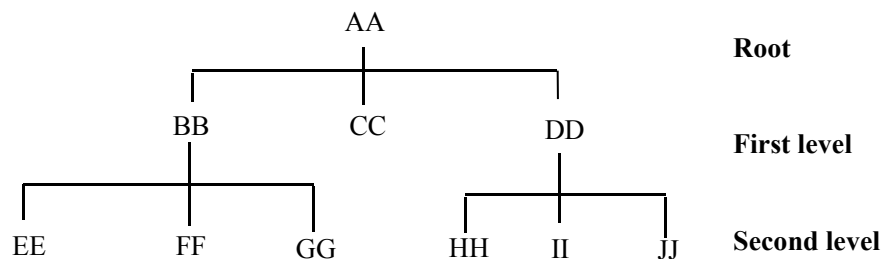 AA
Root
BB CC DD
First level
EE FF GG HH II JJ
Second level